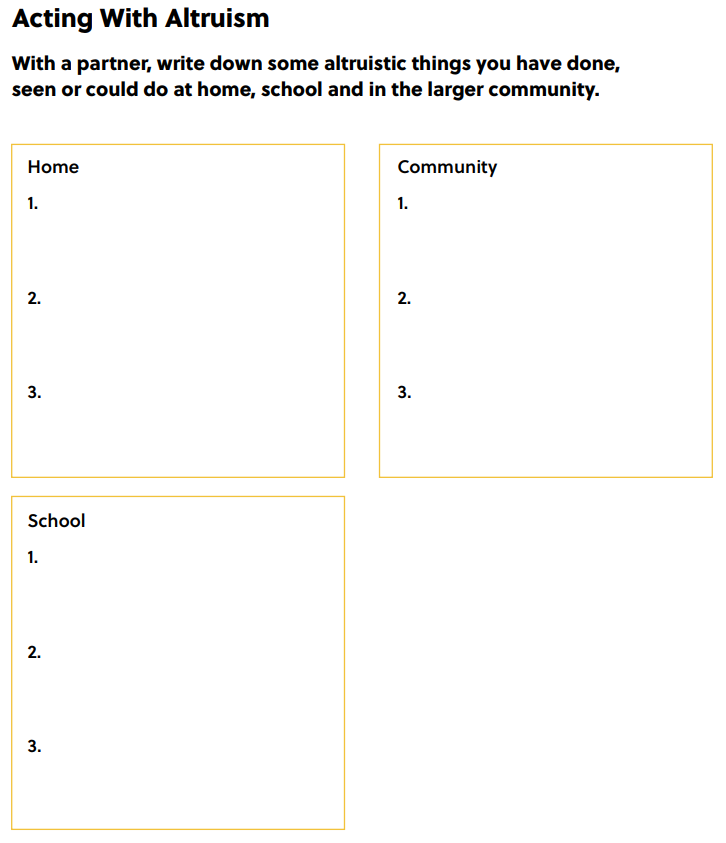 Acting With Altruism
With a partner, write down some altruistic things you have done,
seen or could do at home, school and in the larger community.
Home
1.
2.
3.
Community
1.
2.
3.
School
1.
2.
3.